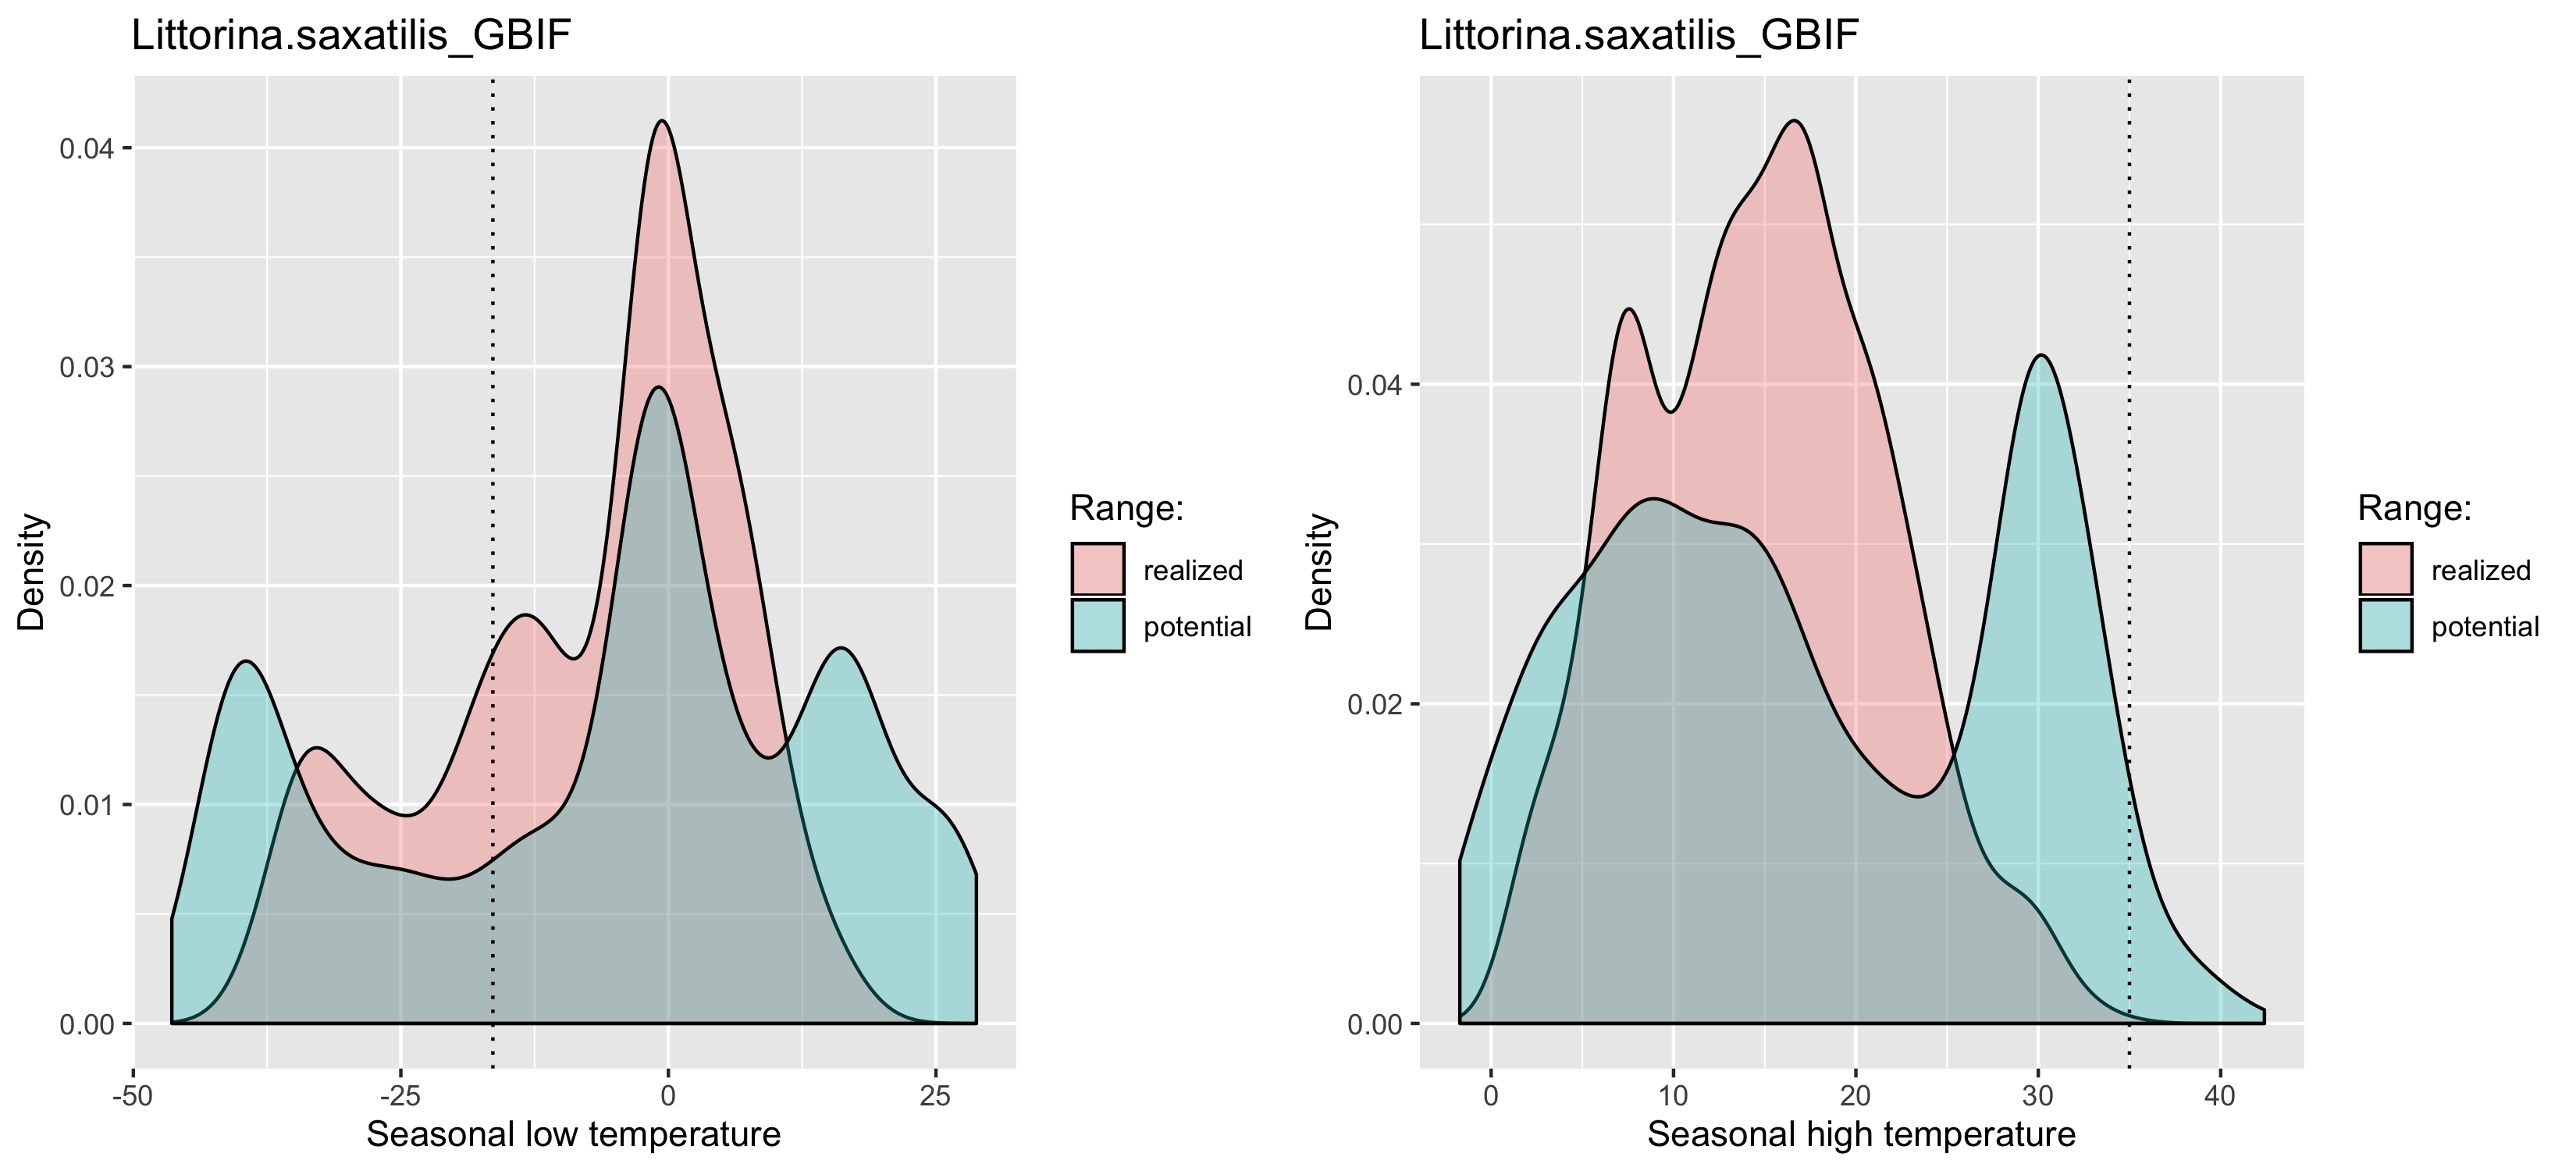 Littorina.saxatilis_GBIF
Density
0.04
0.03
0.02
0.01
0.00
-50 -25 0 25
Seasonal low temperature
Range:
realized
potential
Littorina.saxatilis_GBIF
Density
0.04
0.02
0.00
0 10 20 30 40
Seasonal high temperature
Range:
realized
potential